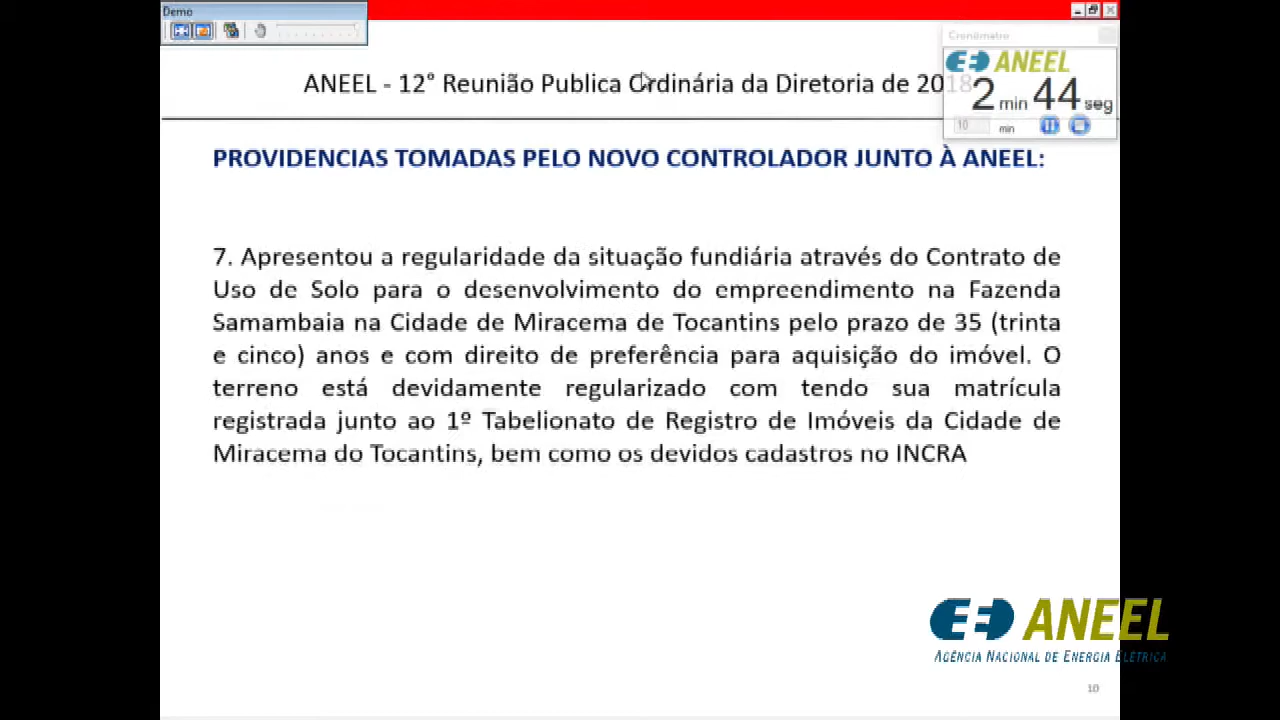 Demo
Cronômetro
ANEEL
2 min 44 seg
10 min
ANEEL - 12° Reunião Publica Ordinária da Diretoria de 2018
PROVIDENCIAS TOMADAS PELO NOVO CONTROLADOR JUNTO À ANEEL:
7. Apresentou a regularidade da situação fundiária através do Contrato de
Uso de Solo para o desenvolvimento do empreendimento na Fazenda
Samambaia na Cidade de Miracema de Tocantins pelo prazo de 35 (trinta
e cinco) anos e com direito de preferência para aquisição do imóvel. O
terreno está devidamente regularizado com tendo sua matrícula
registrada junto ao 1º Tabelionato de Registro de Imóveis da Cidade de
Miracema do Tocantins, bem como os devidos cadastros no INCRA
ANEEL
AGÊNCIA NACIONAL DE ENERGIA ELÉTRICA
10